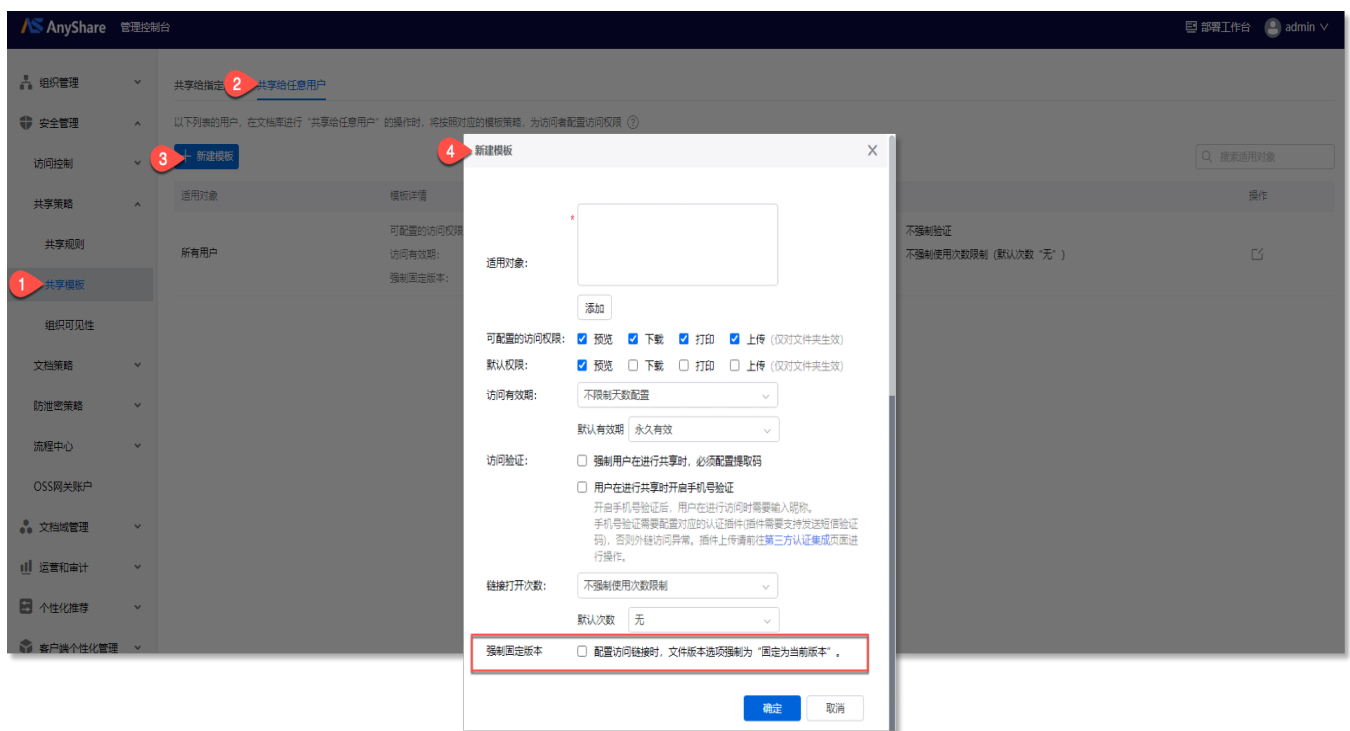 AnyShare 管理控制台
部署工作台 admin
组织管理
安全管理
访问控制
共享策略
共享规则
1 共享模板
组织可见性
文档策略
防泄密策略
流程中心
OSS网关账户
文档域管理
运营和审计
个性化推荐
客户端个性化管理
共享给指定 2 共享给任意用户
以下列表的用户，在文档库进行“共享给任意用户”的操作时，将按照对应的模板策略，为访问者配置访问权限
3 + 新建模板
搜索适用对象
适用对象 模板详情 操作
所有用户
可配置的访问权限
访问有效期：
强制固定版本：
不强制验证
不强制使用次数限制（默认次数“无”）
4 新建模板
* 适用对象：
添加
可配置的访问权限： 预览 下载 打印 上传 (仅对文件夹生效)
默认权限： 预览 下载 打印 上传 (仅对文件夹生效)
访问有效期： 不限制天数配置
默认有效期 永久有效
访问验证： 强制用户在进行共享时，必须配置提取码
用户在进行共享时开启手机号验证
开启手机号验证后，用户在进行访问时需要输入昵称。
手机号验证需要配置对应的认证插件(插件需要支持发送短信验证
码)，否则外链访问异常。插件上传请前往第三方认证集成页面进
行操作。
链接打开次数： 不强制使用次数限制
默认次数 无
强制固定版本 配置访问链接时，文件版本选项强制为“固定为当前版本”。
确定 取消